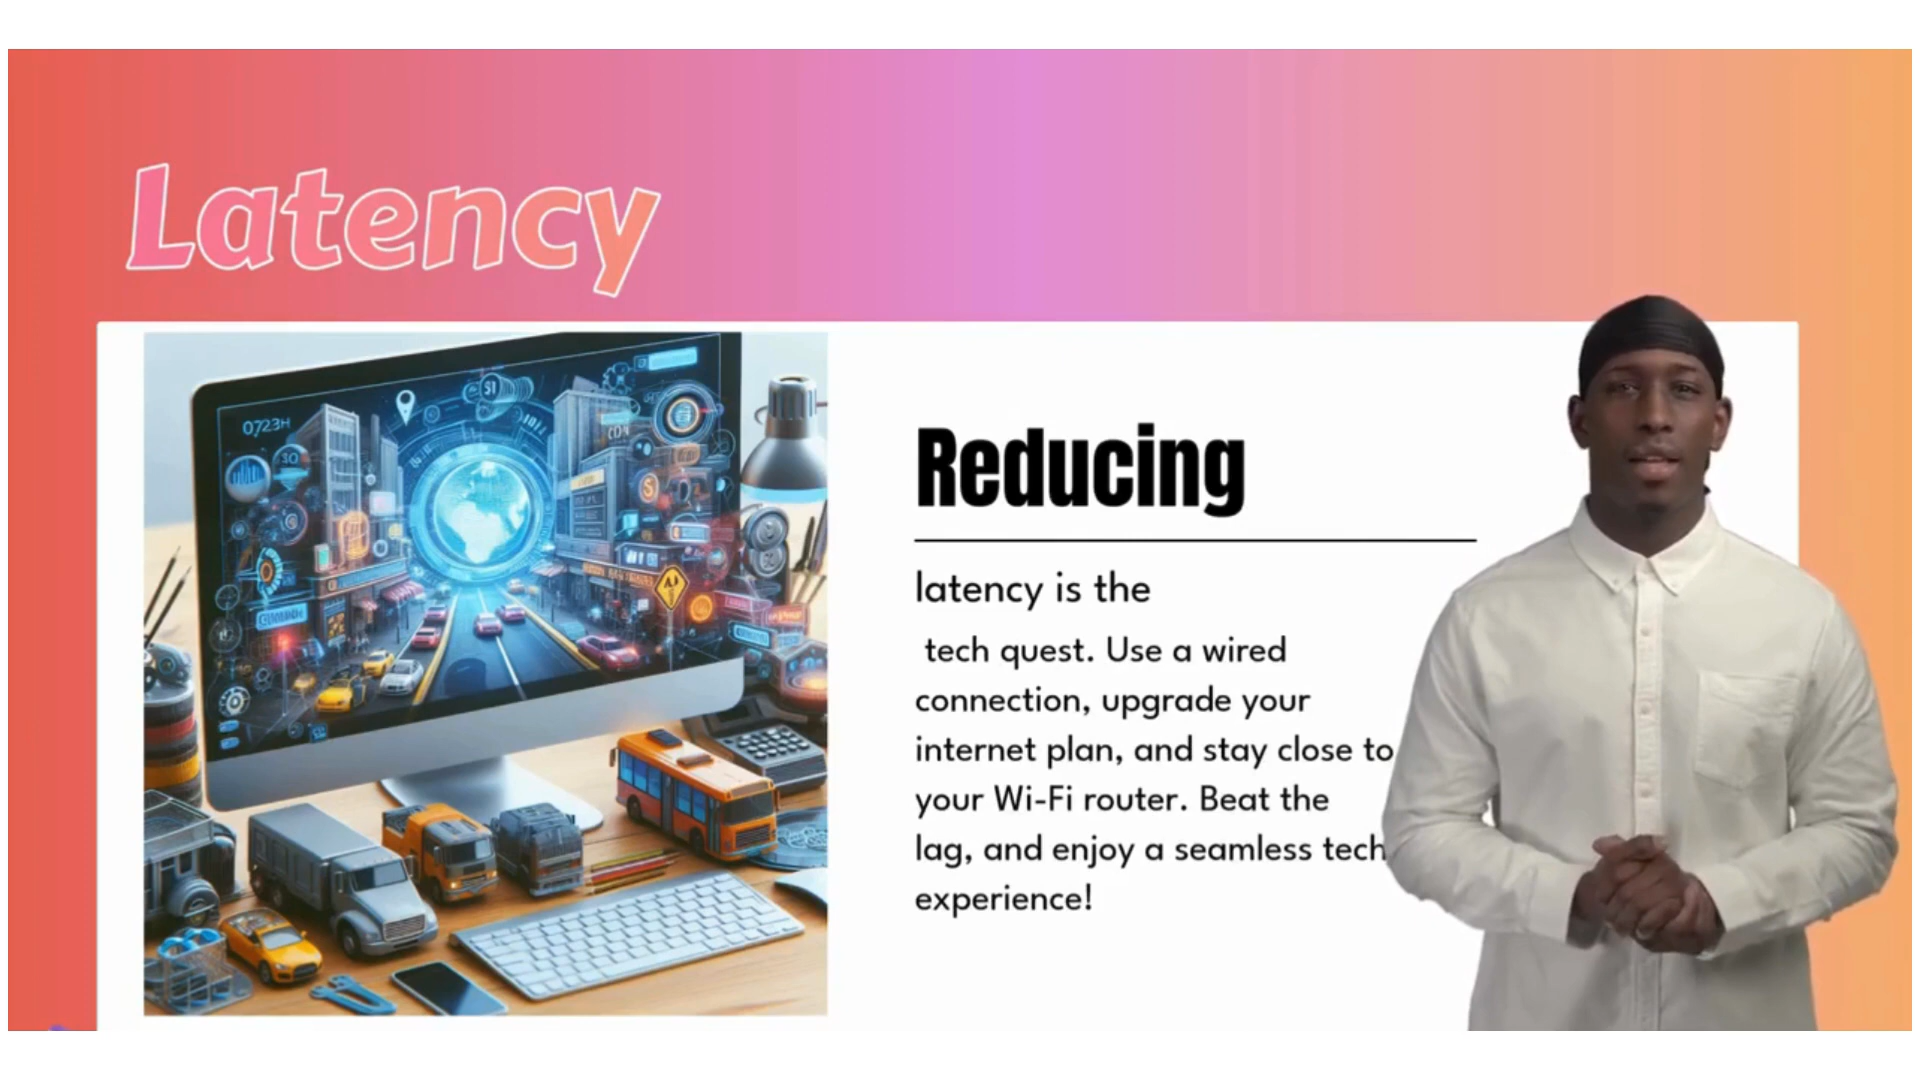 Latency
0723H
Reducing
latency is the
tech quest. Use a wired
connection, upgrade your
internet plan, and stay close to
your Wi-Fi router. Beat the
lag, and enjoy a seamless tech
experience!